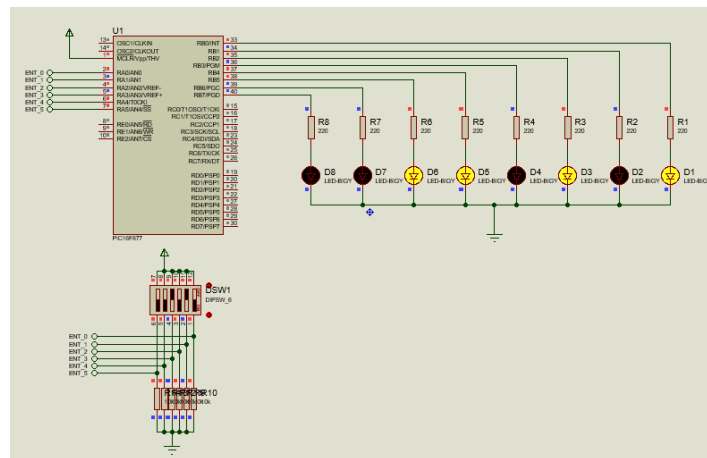 U1
13 OSC1/CLKIN RB0/INT 33
14 OSC2/CLKOUT RB1 34
1 MCLR/Vpp/THV RB2 35
RB3/PGM 36
ENT_0 2 RA0/AN0 RB4 37
ENT_1 3 RA1/AN1 RB5 38
ENT_2 4 RA2/AN2/VREF- RB6/PGC 39
ENT_3 5 RA3/AN3/VREF+ RB7/PGD 40
ENT_4 6 RA4/T0CKI
ENT_5 7 RA5/AN4/SS RC0/T1OSO/T1CKI 15
RC1/T1OSI/CCP2 16
8 RE0/AN5/RD RC2/CCP1 17
9 RE1/AN6/WR RC3/SCK/SCL 18
10 RE2/AN7/CS RC4/SDI/SDA 23
RC5/SDO 24
RC6/TX/CK 25
RC7/RX/DT 26
RD0/PSP0 19
RD1/PSP1 20
RD2/PSP2 21
RD3/PSP3 22
RD4/PSP4 27
RD5/PSP5 28
RD6/PSP6 29
RD7/PSP7 30
PIC16F877
R8 R7 R6 R5 R4 R3 R2 R1
220 220 220 220 220 220 220 220
D8 D7 D6 D5 D4 D3 D2 D1
LED-BIGY LED-BIGY LED-BIGY LED-BIGY LED-BIGY LED-BIGY LED-BIGY LED-BIGY
DSW1
DIPSW_6
7 8 9
6 5 4 3 2 1
ENT_0
ENT_1
ENT_2
ENT_3
ENT_4
ENT_5
R10